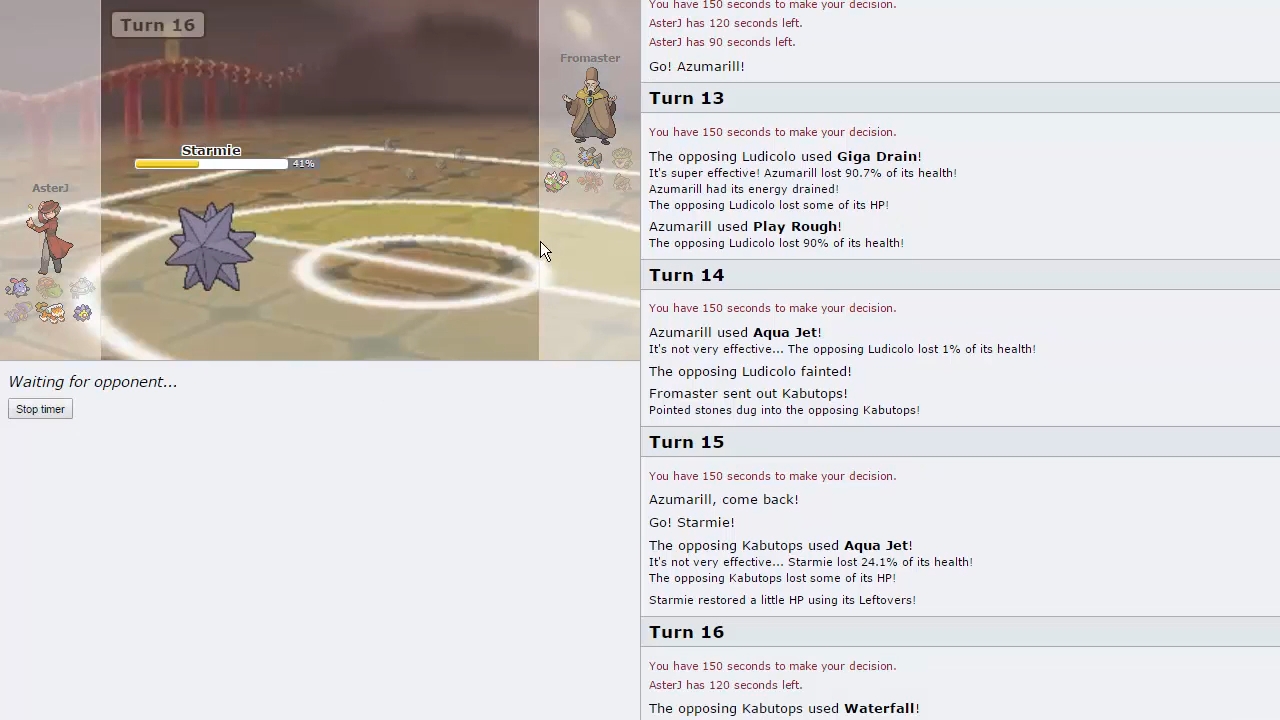 Turn 16
Fromaster
Starmie
41%
AsterJ
Waiting for opponent...
Stop timer
You have 150 seconds to make your decision.
AsterJ has 120 seconds left.
AsterJ has 90 seconds left.
Go! Azumarill!
Turn 13
You have 150 seconds to make your decision.
The opposing Ludicolo used Giga Drain!
It's super effective! Azumarill lost 90.7% of its health!
Azumarill had its energy drained!
The opposing Ludicolo lost some of its HP!
Azumarill used Play Rough!
The opposing Ludicolo lost 90% of its health!
Turn 14
You have 150 seconds to make your decision.
Azumarill used Aqua Jet!
It's not very effective... The opposing Ludicolo lost 1% of its health!
The opposing Ludicolo fainted!
Fromaster sent out Kabutops!
Pointed stones dug into the opposing Kabutops!
Turn 15
You have 150 seconds to make your decision.
Azumarill, come back!
Go! Starmie!
The opposing Kabutops used Aqua Jet!
It's not very effective... Starmie lost 24.1% of its health!
The opposing Kabutops lost some of its HP!
Starmie restored a little HP using its Leftovers!
Turn 16
You have 150 seconds to make your decision.
AsterJ has 120 seconds left.
The opposing Kabutops used Waterfall!